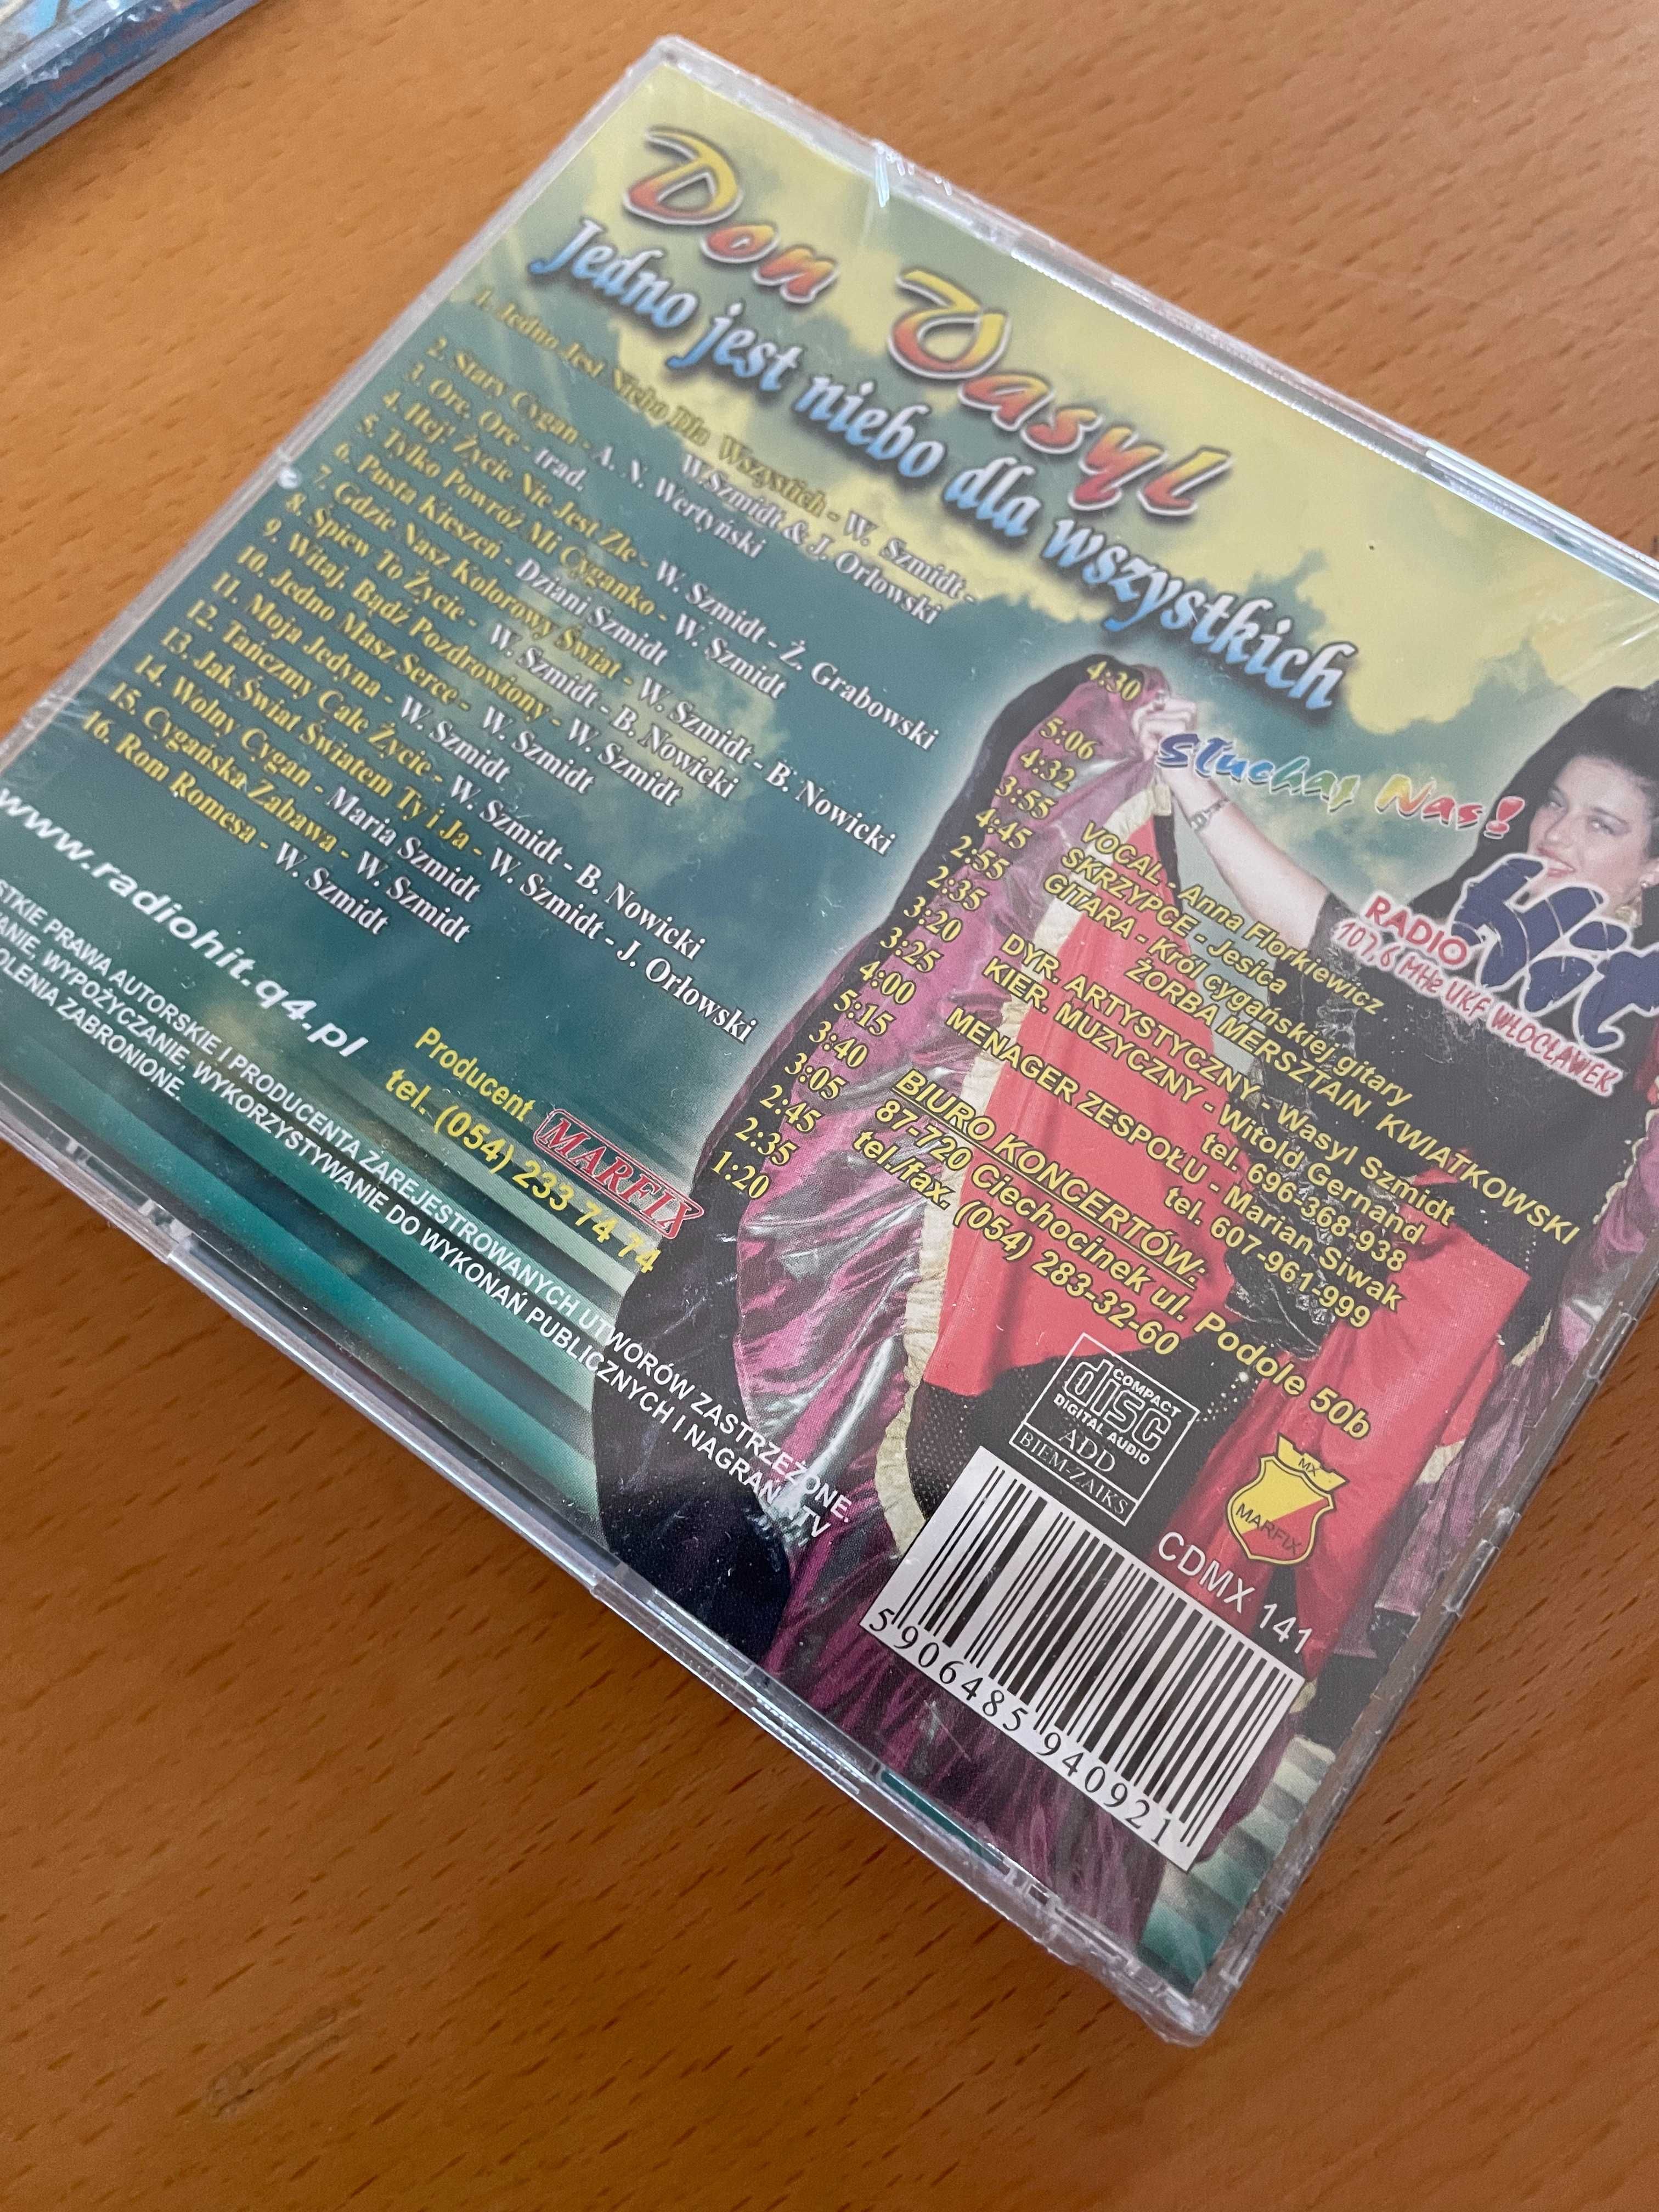 Don Vasyl
Jedno jest niebo dla wszystkich
1. Jedno Jest Niebo Dla Wszystich - W. Szmidt -
W.Szmidt & J. Orłowski 4:30
2. Stary Cygan - A. N. Wertyński 5:06
3. Ore, Ore - trad. 4:32
4. Hej! Życie Nie Jest Złe - W. Szmidt - Ż. Grabowski 3:55
5. Tylko Powróż Mi Cyganko - W. Szmidt 4:45
6. Pusta Kieszeń - Dziani Szmidt 2:55
7. Gdzie Nasz Kolorowy Świat - W. Szmidt - B. Nowicki 2:35
8. Śpiew To Życie - W. Szmidt - B. Nowicki 3:20
9. Witaj, Bądź Pozdrowiony - W. Szmidt 3:25
10. Jedno Masz Serce - W. Szmidt 4:00
11. Moja Jedyna - W. Szmidt 5:15
12. Tańczmy Całe Życie - W. Szmidt - B. Nowicki 3:40
13. Jak Świat Światem Ty i Ja - W. Szmidt - J. Orłowski 3:05
14. Wolny Cygan - Maria Szmidt 2:45
15. Cygańska Zabawa - W. Szmidt 2:35
16. Rom Romesa - W. Szmidt 1:20
Słuchaj Nas!
RADIO Hit
107,6 MHz UKF WŁOCŁAWEK
VOCAL - Anna Florkiewicz
SKRZYPCE - Jesica
GITARA - Król cygańskiej gitary
ŻORBA MERSZTAIN KWIATKOWSKI
DYR. ARTYSTYCZNY - Wasyl Szmidt
KIER. MUZYCZNY - Witold Gernand
tel. 696-368-938
MENAGER ZESPOŁU - Marian Siwak
tel. 607-961-999
BIURO KONCERTÓW:
87-720 Ciechocinek ul. Podole 50b
tel./fax. (054) 283-32-60
www.radiohit.q4.pl
Producent MARFIX
tel. (054) 233 74 74
PRAWA AUTORSKIE I PRODUCENTA ZAREJESTROWANYCH UTWORÓW ZASTRZEŻONE.
WYPOŻYCZANIE, WYKORZYSTYWANIE DO WYKONAŃ PUBLICZNYCH I NAGRAŃ TV
ZABRONIONE.
COMPACT
disc
DIGITAL AUDIO
ADD
BIEM-ZAIKS
MX
MARFIX
CDMX 141
5906485940921